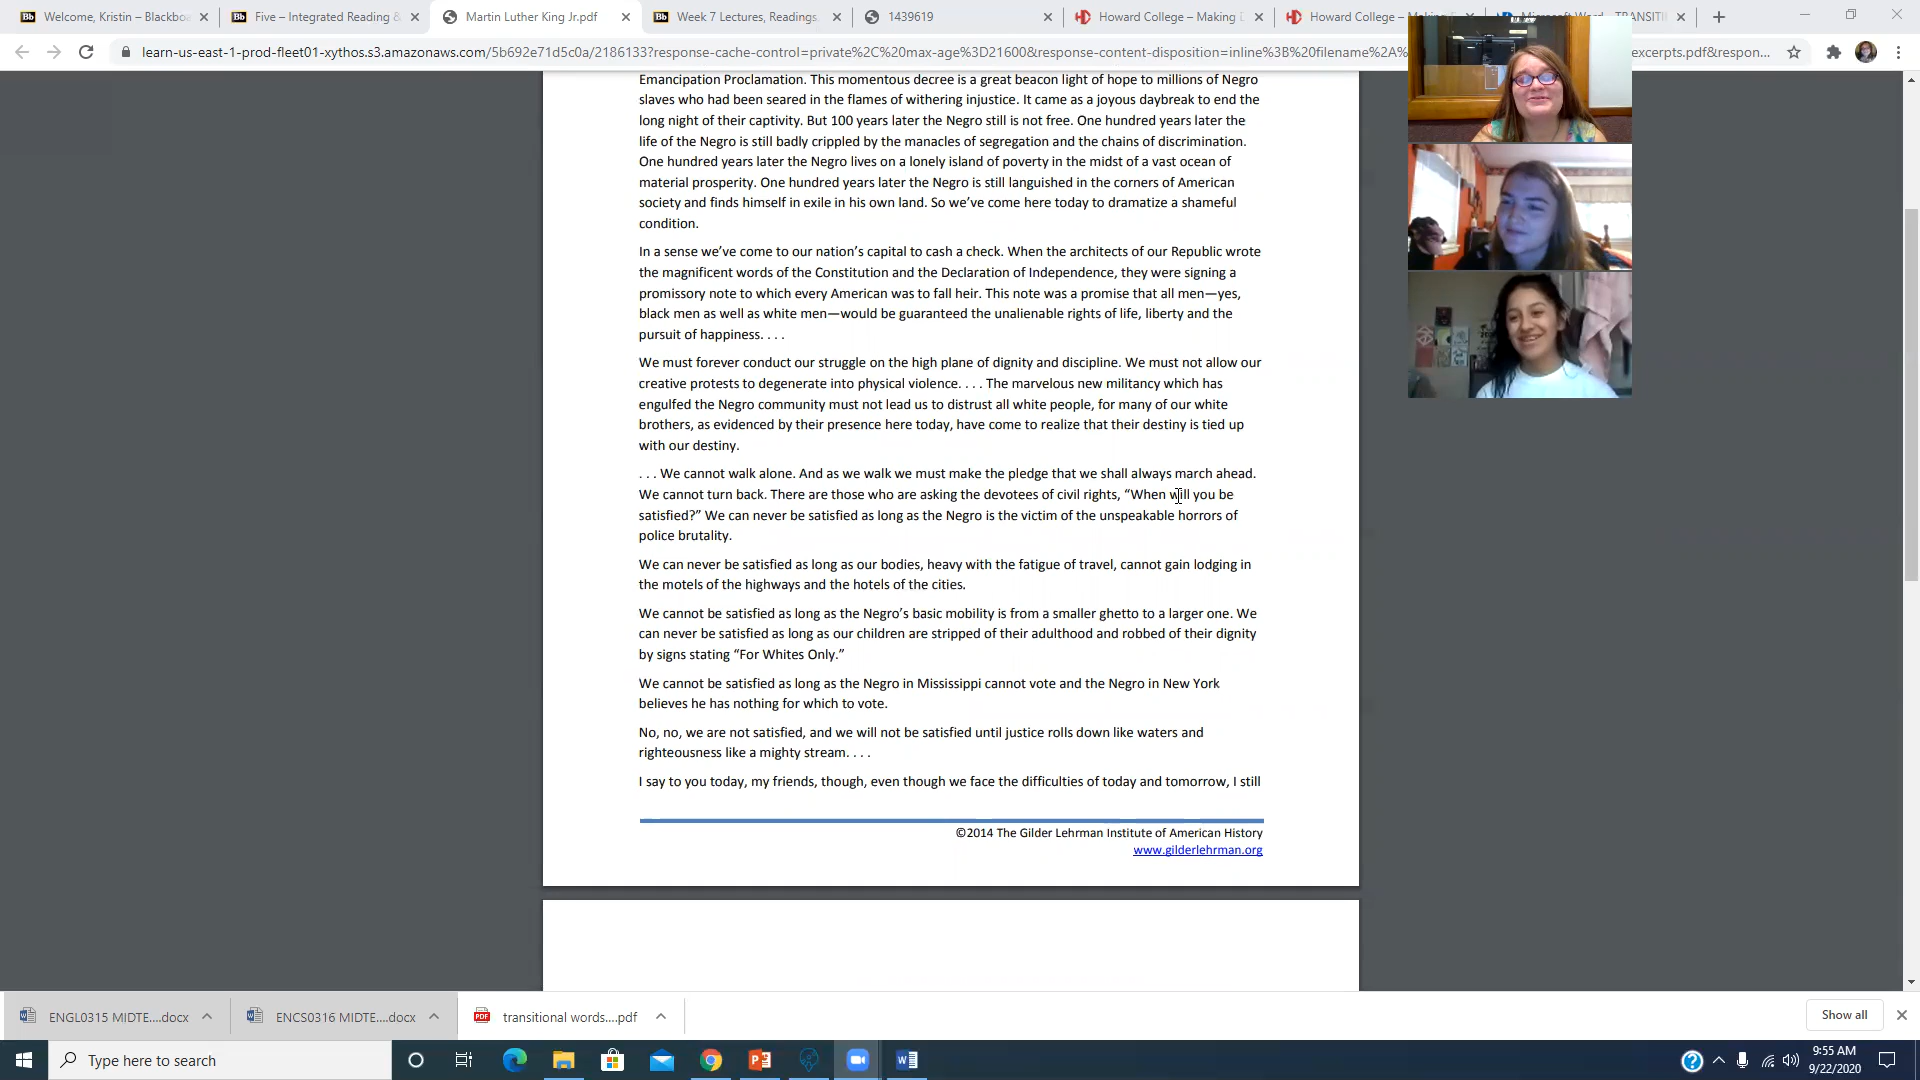 Welcome, Kristin – Blackboa
Five – Integrated Reading &
Martin Luther King Jr.pdf
Week 7 Lectures, Readings,
1439619
Howard College – Making
Howard College – Making
Microsoft Word – TRANSITI
learn-us-east-1-prod-fleet01-xythos.s3.amazonaws.com/5b692e71d5c0a/2186133?response-cache-control=private%2C%20max-age%3D21600&response-content-disposition=inline%3B%20filename%2A%
excerpts.pdf&respon...
Emancipation Proclamation. This momentous decree is a great beacon light of hope to millions of Negro
slaves who had been seared in the flames of withering injustice. It came as a joyous daybreak to end the
long night of their captivity. But 100 years later the Negro still is not free. One hundred years later the
life of the Negro is still badly crippled by the manacles of segregation and the chains of discrimination.
One hundred years later the Negro lives on a lonely island of poverty in the midst of a vast ocean of
material prosperity. One hundred years later the Negro is still languished in the corners of American
society and finds himself in exile in his own land. So we’ve come here today to dramatize a shameful
condition.
In a sense we’ve come to our nation’s capital to cash a check. When the architects of our Republic wrote
the magnificent words of the Constitution and the Declaration of Independence, they were signing a
promissory note to which every American was to fall heir. This note was a promise that all men—yes,
black men as well as white men—would be guaranteed the unalienable rights of life, liberty and the
pursuit of happiness. . . .
We must forever conduct our struggle on the high plane of dignity and discipline. We must not allow our
creative protests to degenerate into physical violence. . . . The marvelous new militancy which has
engulfed the Negro community must not lead us to distrust all white people, for many of our white
brothers, as evidenced by their presence here today, have come to realize that their destiny is tied up
with our destiny.
. . . We cannot walk alone. And as we walk we must make the pledge that we shall always march ahead.
We cannot turn back. There are those who are asking the devotees of civil rights, “When will you be
satisfied?” We can never be satisfied as long as the Negro is the victim of the unspeakable horrors of
police brutality.
We can never be satisfied as long as our bodies, heavy with the fatigue of travel, cannot gain lodging in
the motels of the highways and the hotels of the cities.
We cannot be satisfied as long as the Negro’s basic mobility is from a smaller ghetto to a larger one. We
can never be satisfied as long as our children are stripped of their adulthood and robbed of their dignity
by signs stating “For Whites Only.”
We cannot be satisfied as long as the Negro in Mississippi cannot vote and the Negro in New York
believes he has nothing for which to vote.
No, no, we are not satisfied, and we will not be satisfied until justice rolls down like waters and
righteousness like a mighty stream. . . .
I say to you today, my friends, though, even though we face the difficulties of today and tomorrow, I still
©2014 The Gilder Lehrman Institute of American History
www.gilderlehrman.org
ENGL0315 MIDTE....docx
ENCS0316 MIDTE....docx
transitional words....pdf
Show all
Type here to search
9:55 AM
9/22/2020